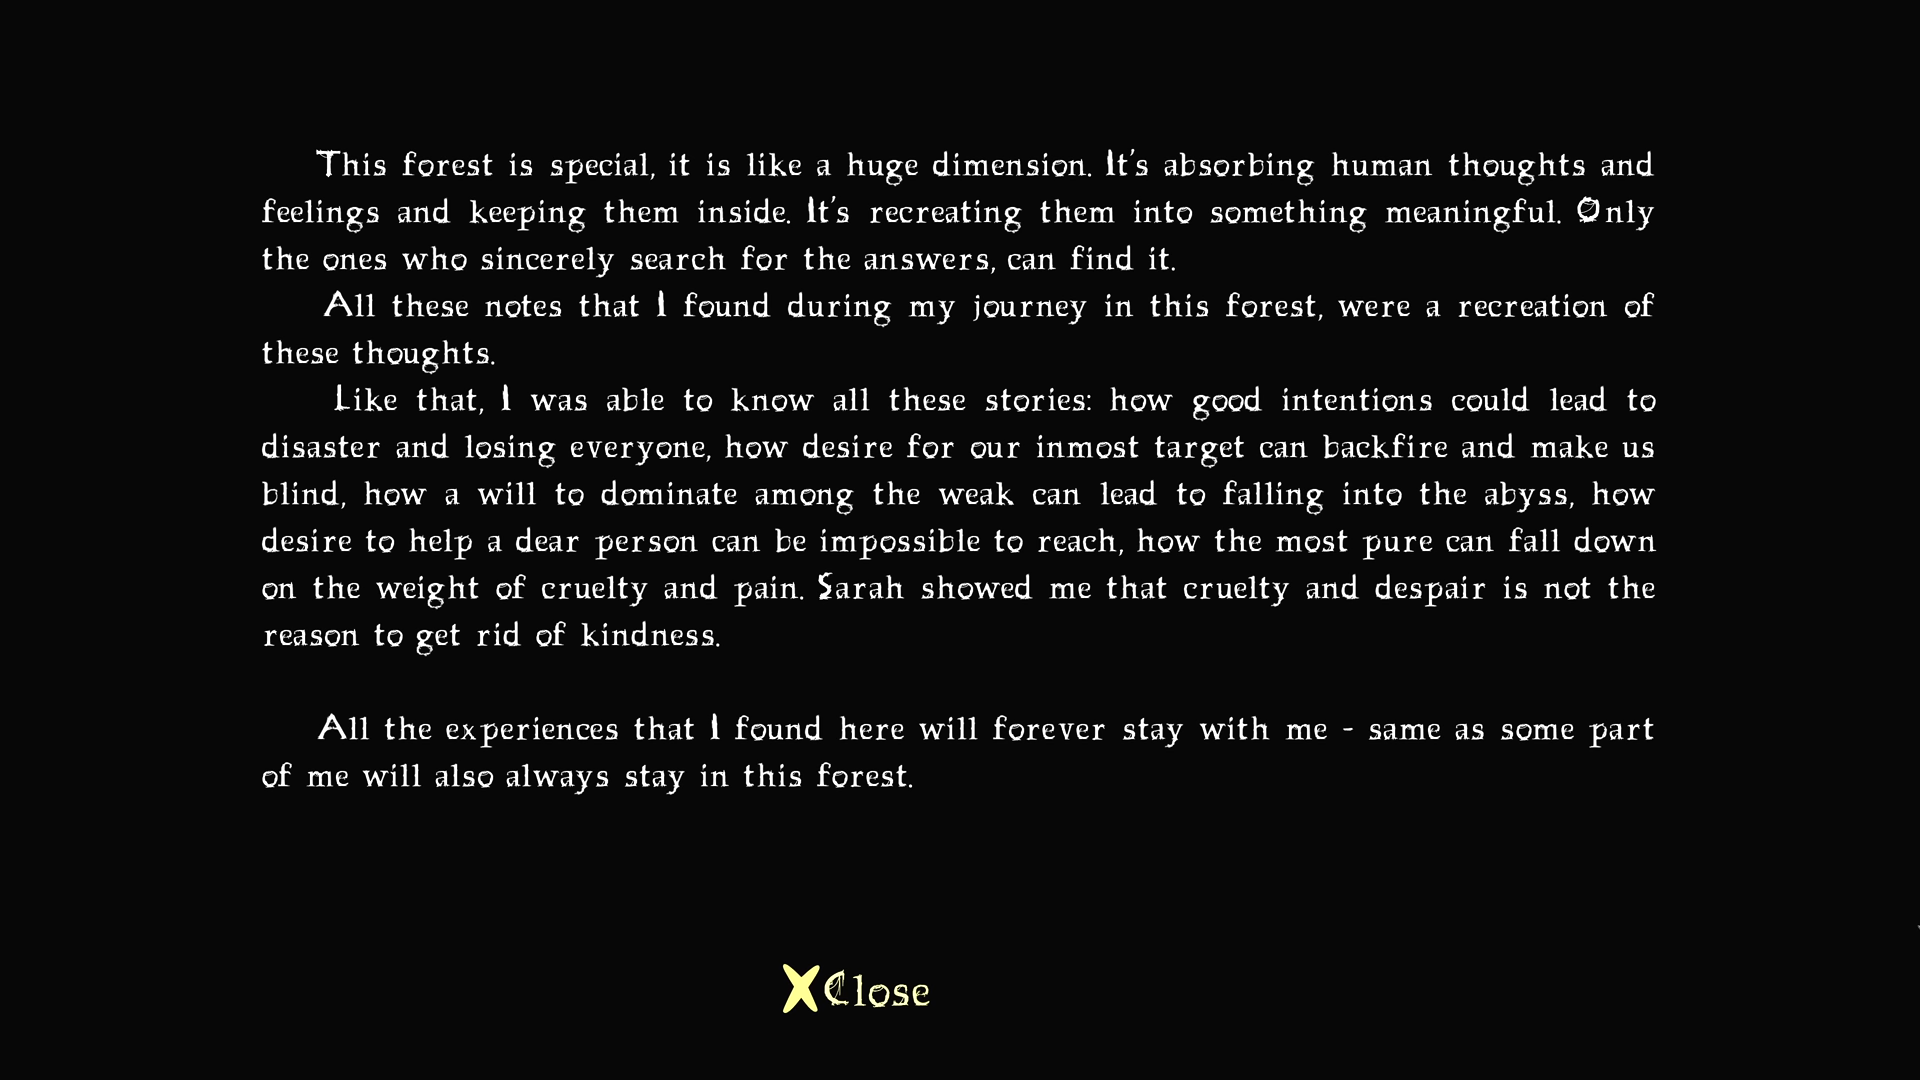 This forest is special, it is like a huge dimension. It's absorbing human thoughts and
feelings and keeping them inside. It's recreating them into something meaningful. Only
the ones who sincerely search for the answers, can find it.
All these notes that I found during my journey in this forest, were a recreation of
these thoughts.
Like that, I was able to know all these stories: how good intentions could lead to
disaster and losing everyone, how desire for our inmost target can backfire and make us
blind, how a will to dominate among the weak can lead to falling into the abyss, how
desire to help a dear person can be impossible to reach, how the most pure can fall down
on the weight of cruelty and pain. Sarah showed me that cruelty and despair is not the
reason to get rid of kindness.
All the experiences that I found here will forever stay with me - same as some part
of me will also always stay in this forest.
X Close